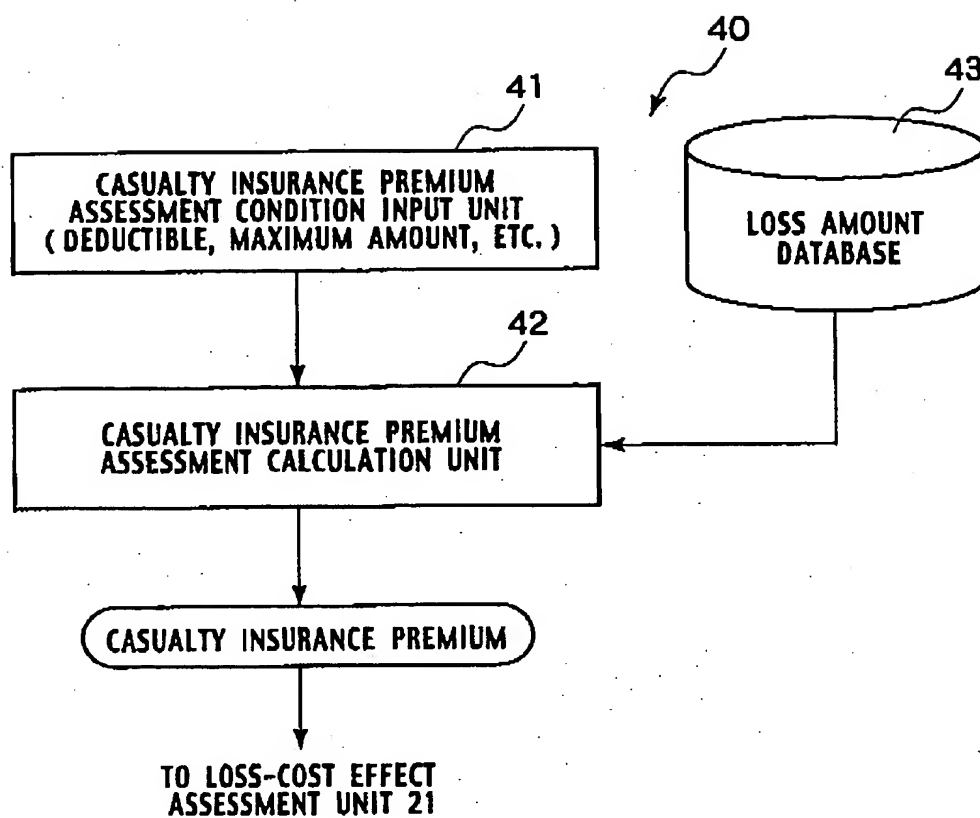 40
41
43
CASUALTY INSURANCE PREMIUM
ASSESSMENT CONDITION INPUT UNIT
( DEDUCTIBLE, MAXIMUM AMOUNT, ETC. )
LOSS AMOUNT
DATABASE
42
CASUALTY INSURANCE PREMIUM
ASSESSMENT CALCULATION UNIT
CASUALTY INSURANCE PREMIUM
TO LOSS-COST EFFECT
ASSESSMENT UNIT 21